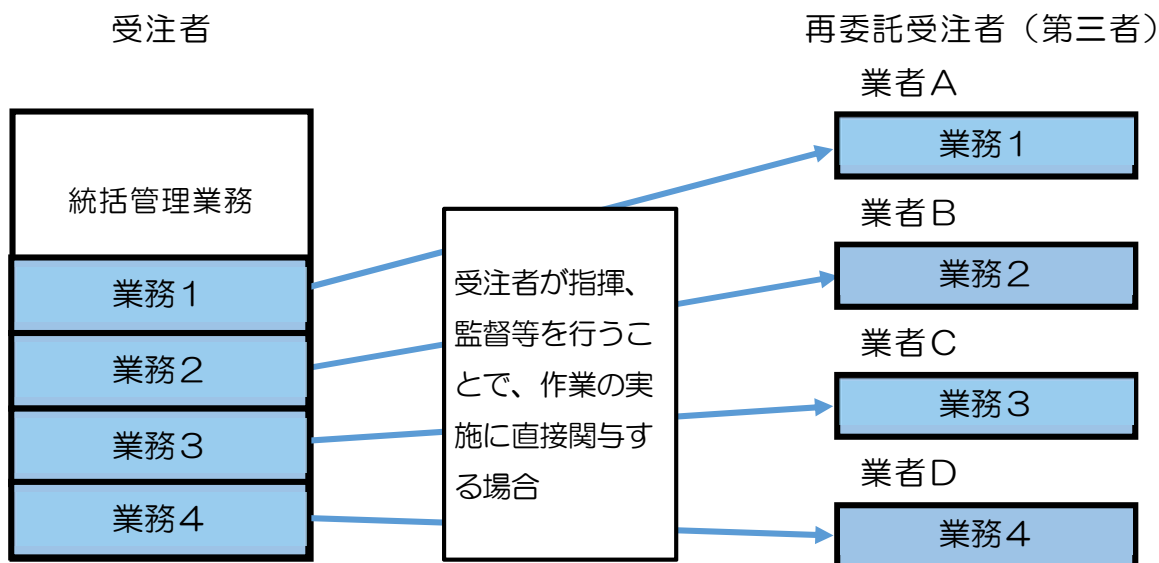 受注者
統括管理業務
業務1
業務2
業務3
業務4
受注者が指揮、
監督等を行うこ
とで、作業の実
施に直接関与す
る場合
再委託受注者（第三者）
業者A
業務1
業者B
業務2
業者C
業務3
業者D
業務4